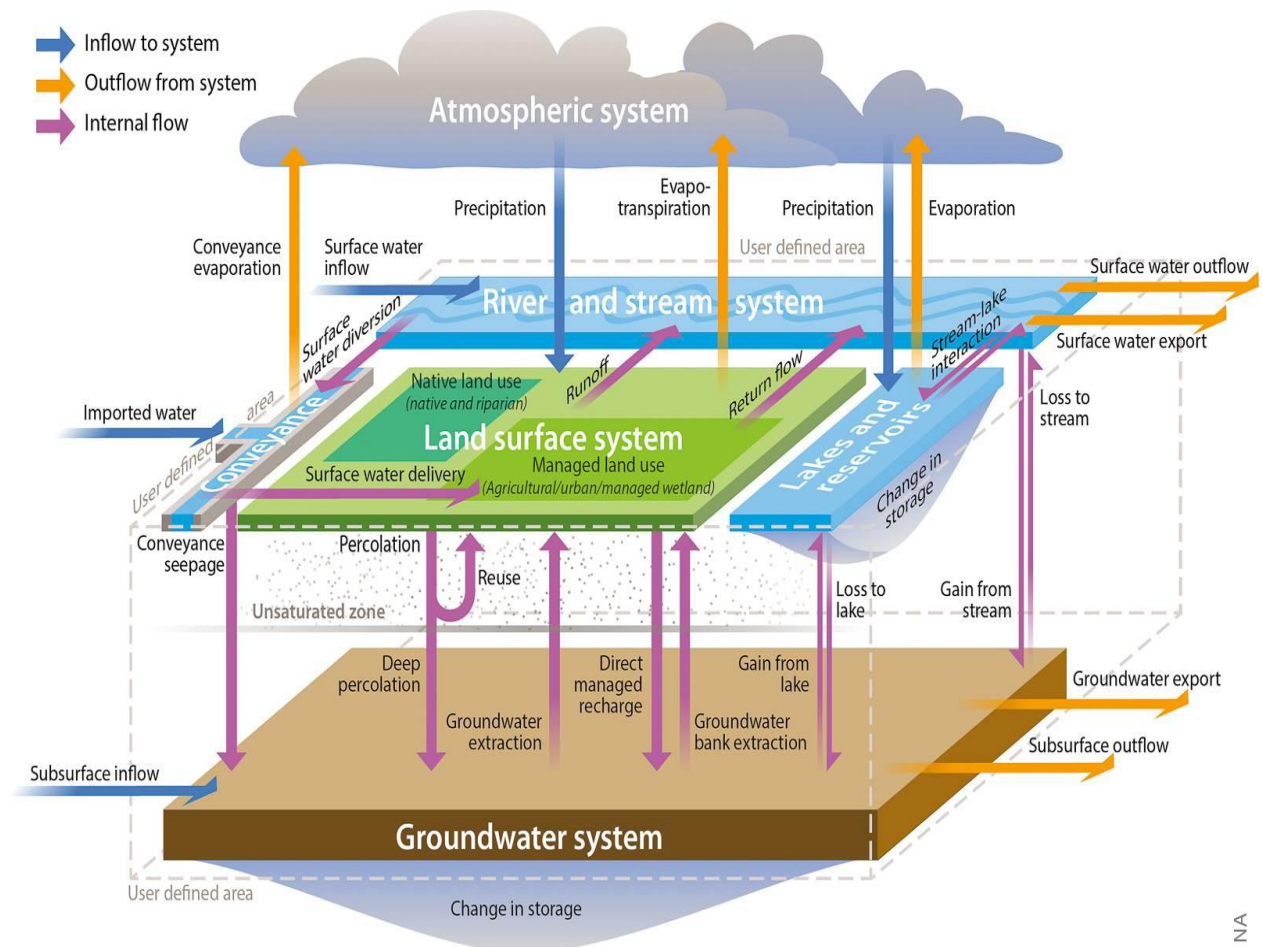 Inflow to system
Outflow from system
Internal flow
Atmospheric system
Precipitation
Evapo-
transpiration
Precipitation
Evaporation
Conveyance
evaporation
Surface water
inflow
User defined area
Surface water outflow
River and stream system
Surface
water diversion
Stream-lake
interaction
Surface water export
Native land use
(native and riparian)
Runoff
Return flow
Loss to
stream
Imported water
User defined area
Conveyance
Land surface system
Lakes and
reservoirs
Change in
storage
Surface water delivery
Managed land use
(Agricultural/urban/managed wetland)
Conveyance
seepage
Percolation
Reuse
Loss to
lake
Gain from
stream
Unsaturated zone
Deep
percolation
Direct
managed
recharge
Gain from
lake
Groundwater
extraction
Groundwater
bank extraction
Groundwater export
Subsurface outflow
Subsurface inflow
Groundwater system
User defined area
Change in storage
NA